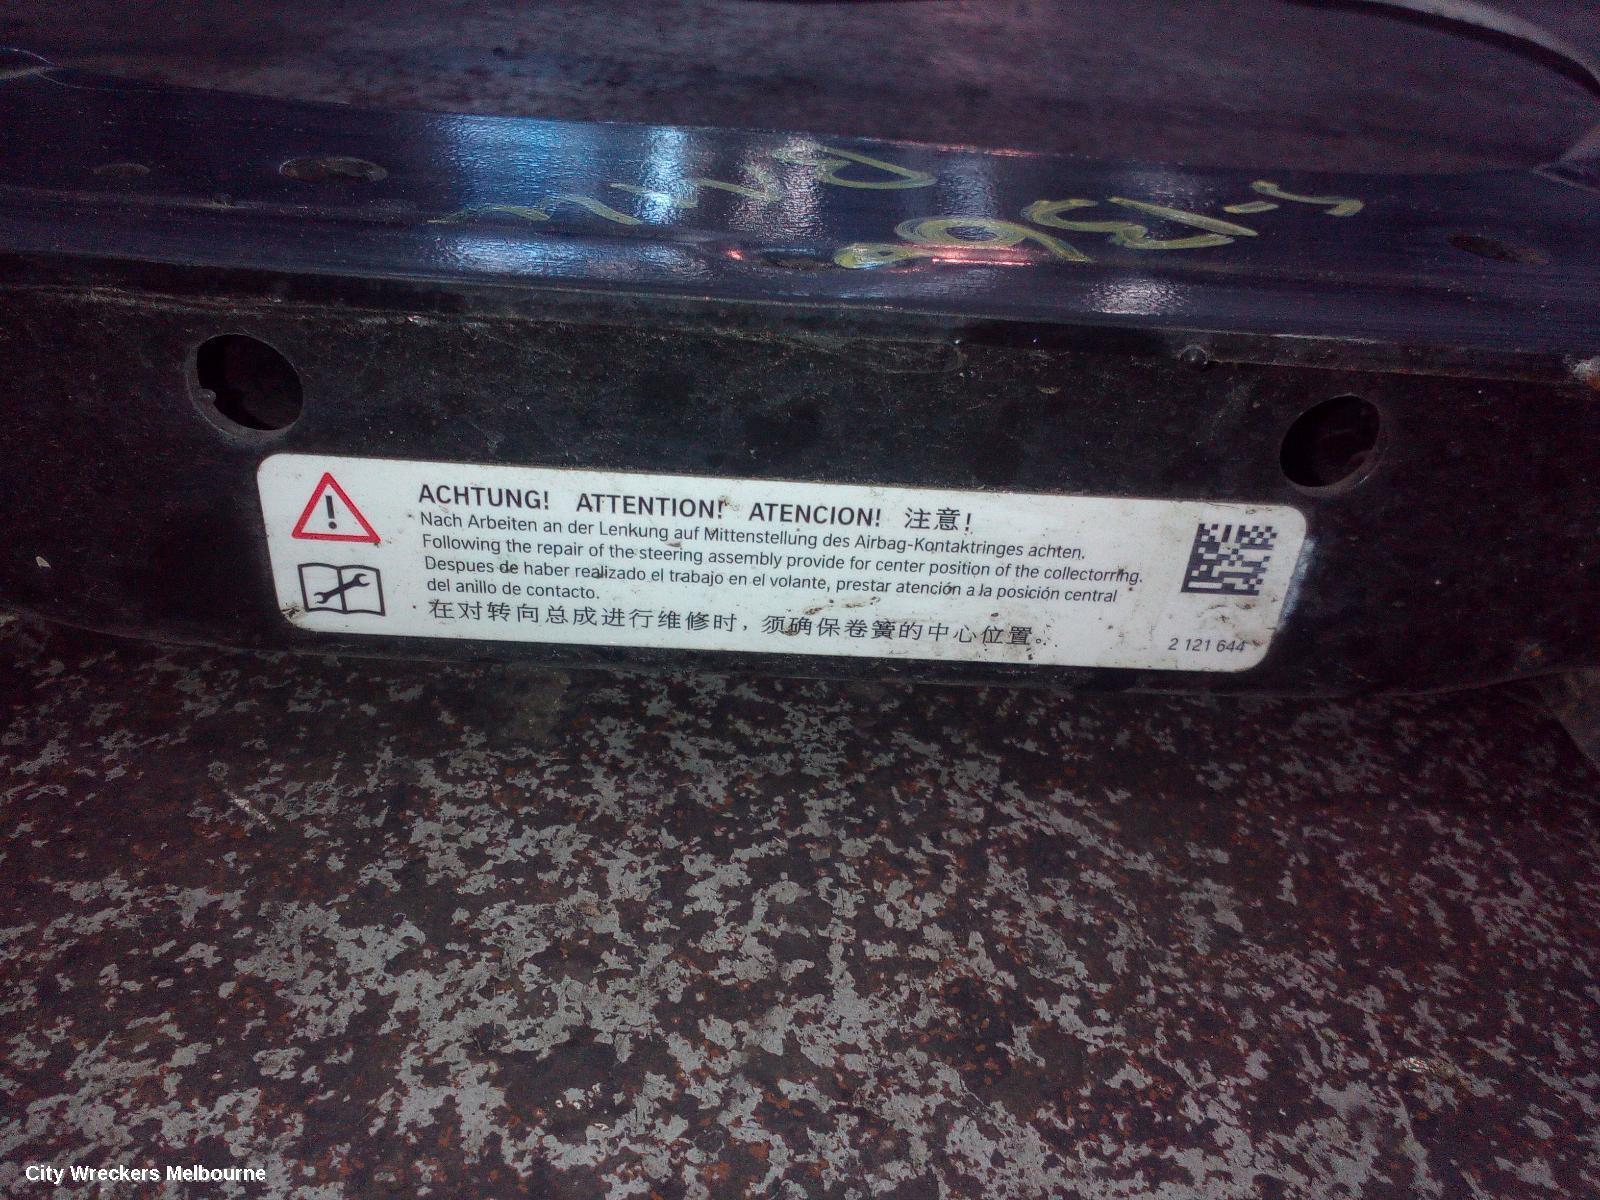 ACHTUNG! ATTENTION! ATENCION! 注意!
Nach Arbeiten an der Lenkung auf Mittenstellung des Airbag-Kontaktringes achten.
Following the repair of the steering assembly provide for center position of the collectorring.
Despues de haber realizado el trabajo en el volante, prestar atención a la posición central
del anillo de contacto.
在对转向总成进行维修时，须确保卷簧的中心位置。
2 121 644
City Wreckers Melbourne